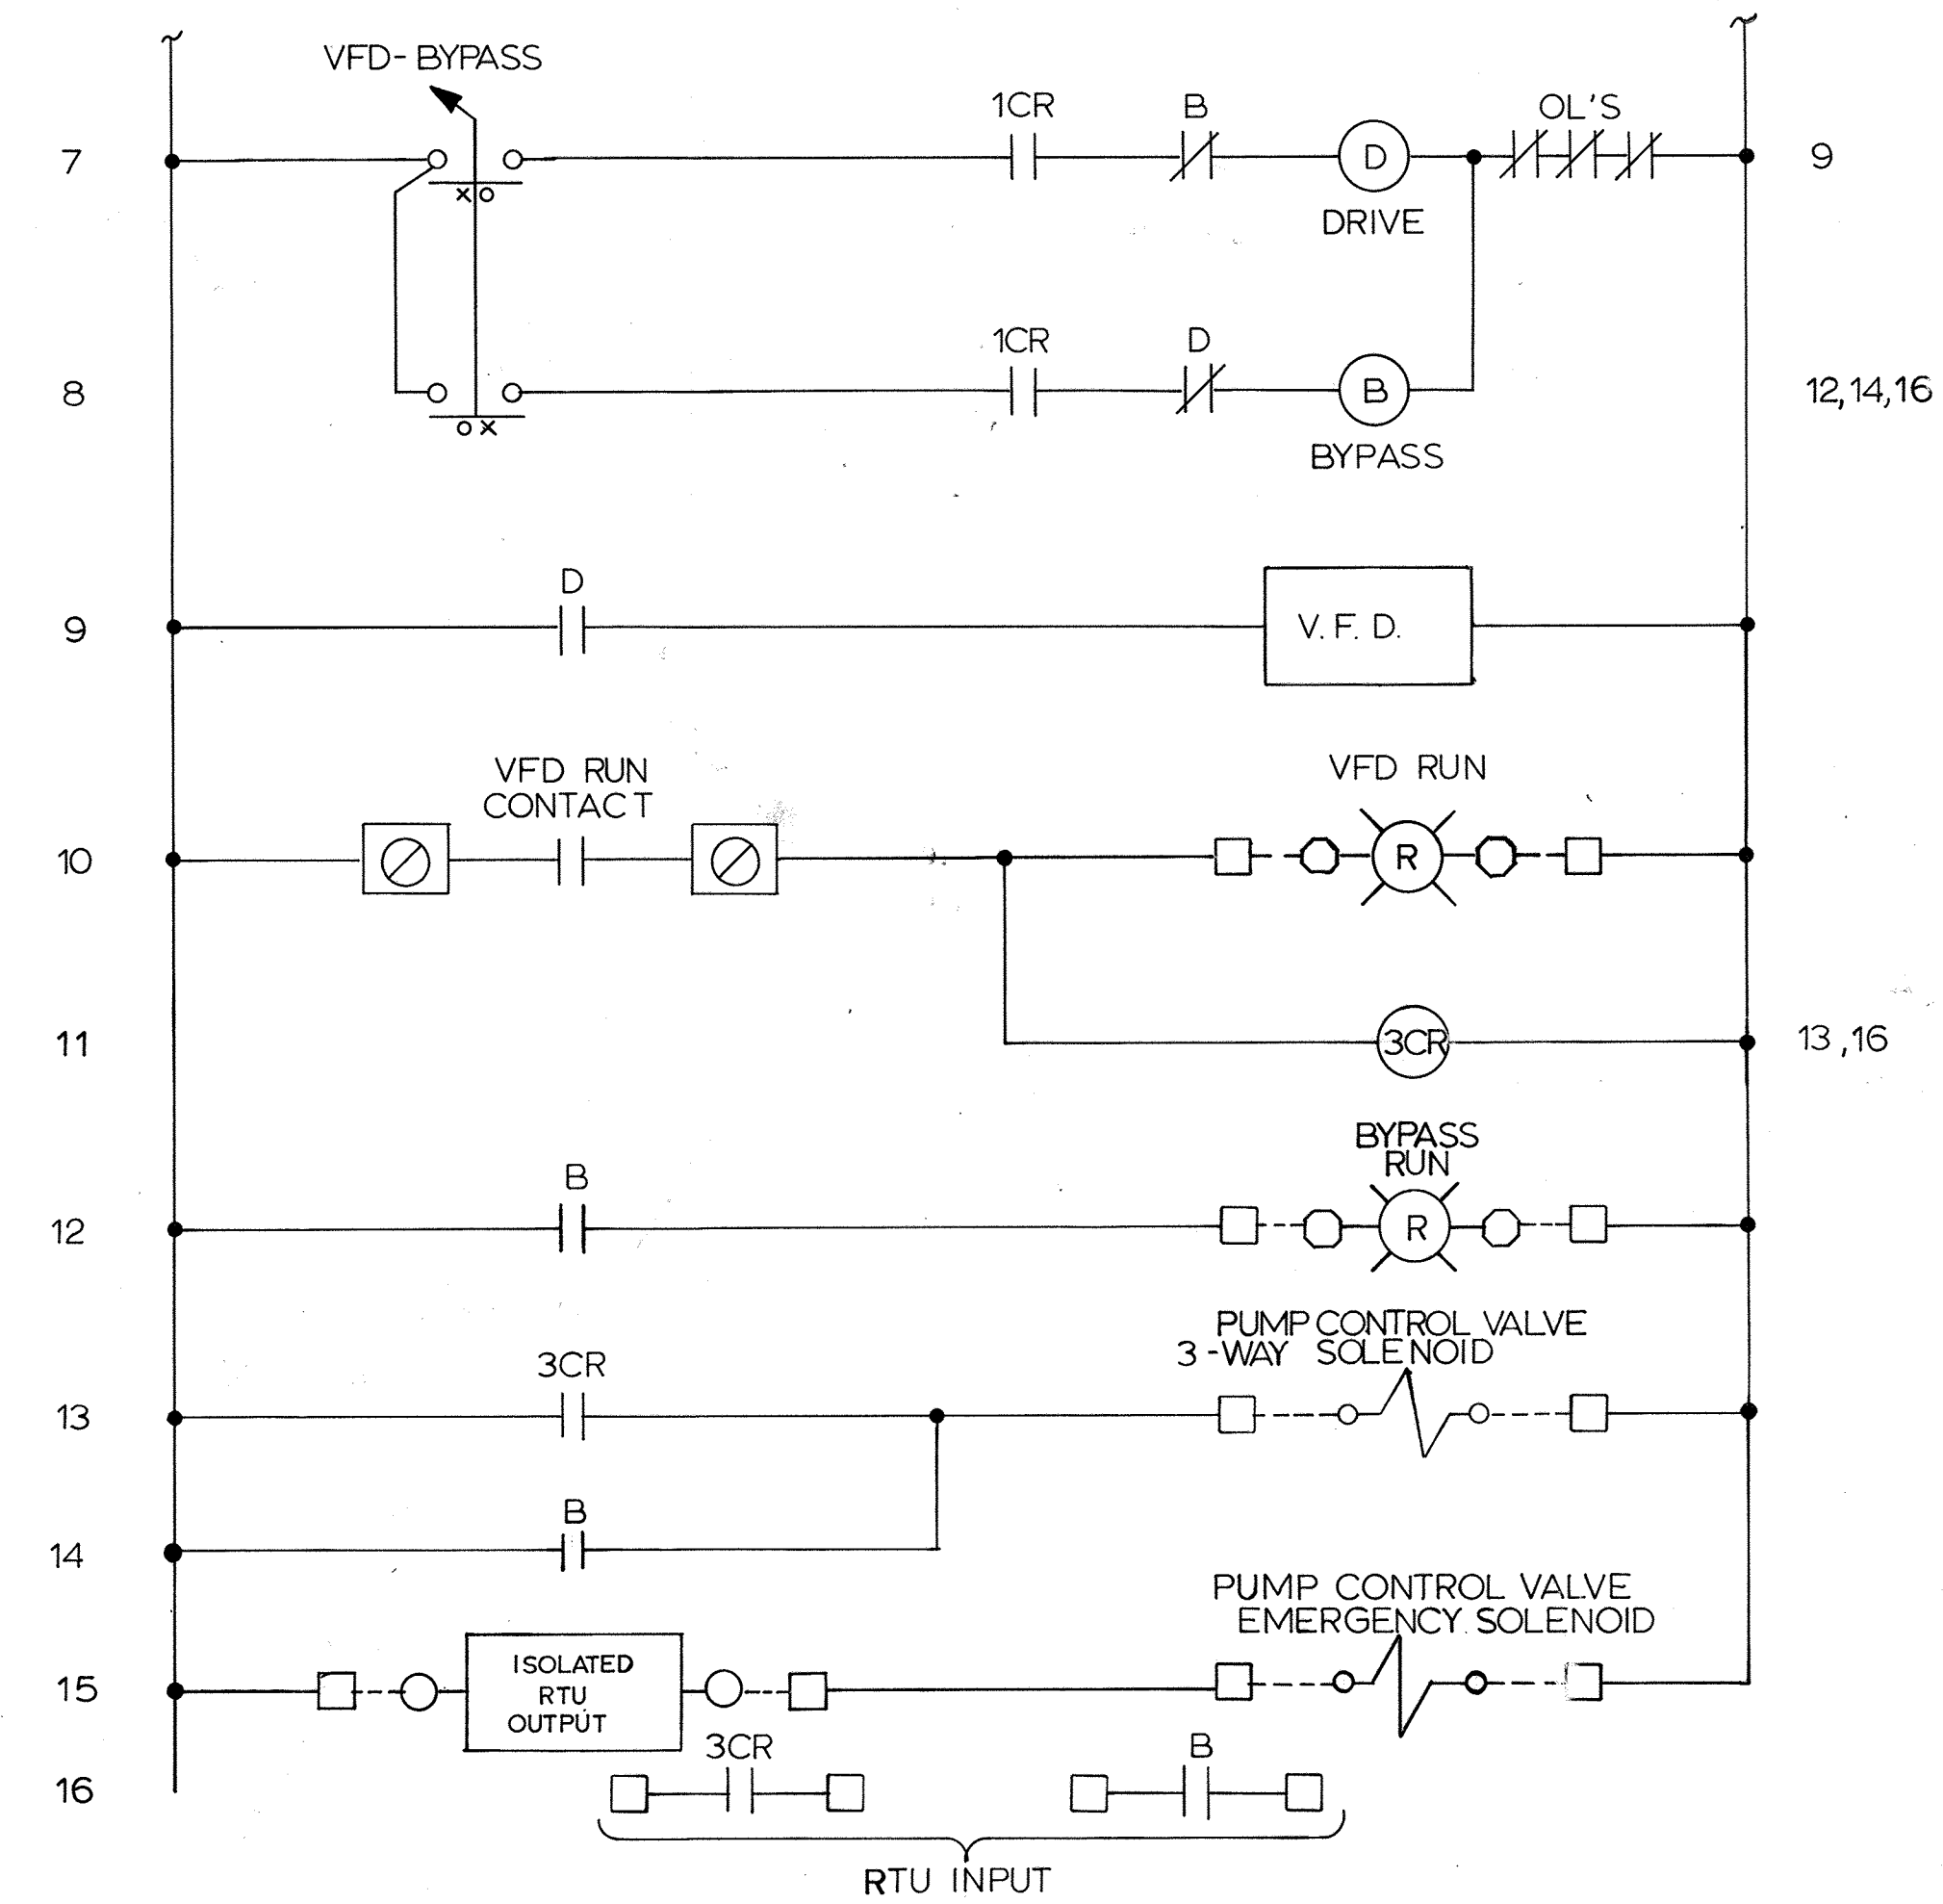 VFD-BYPASS
1CR B OL'S
7 D 9
x o
DRIVE
1CR D
8 B 12,14,16
o x
BYPASS
D
9 V. F. D.
VFD RUN CONTACT VFD RUN
10 R
11 3CR 13,16
BYPASS
RUN
B
12 R
PUMP CONTROL VALVE
3-WAY SOLENOID
3CR
13
B
14
PUMP CONTROL VALVE
EMERGENCY SOLENOID
15 ISOLATED
RTU
OUTPUT
3CR B
16
RTU INPUT